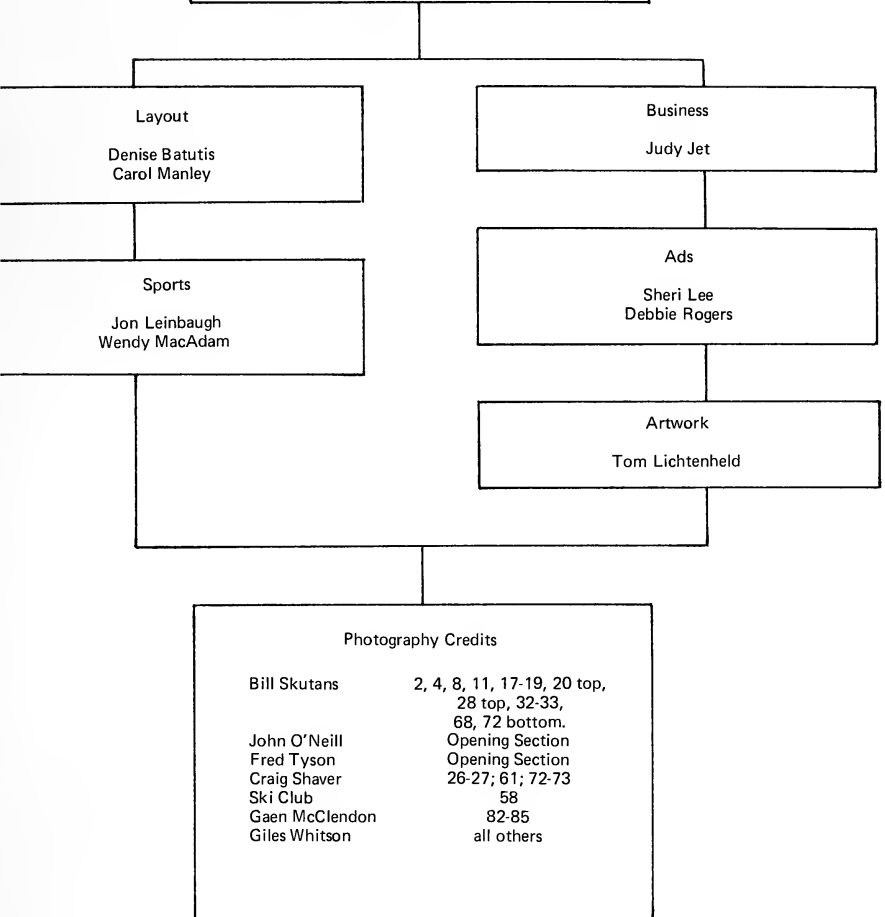 Layout
Denise Batutis
Carol Manley
Sports
Jon Leinbaugh
Wendy MacAdam
Business
Judy Jet
Ads
Sheri Lee
Debbie Rogers
Artwork
Tom Lichtenheld
Photography Credits
Bill Skutans 2, 4, 8, 11, 17-19, 20 top,
28 top, 32-33,
68, 72 bottom.
John O'Neill Opening Section
Fred Tyson Opening Section
Craig Shaver 26-27; 61; 72-73
Ski Club 58
Gaen McClendon 82-85
Giles Whitson all others